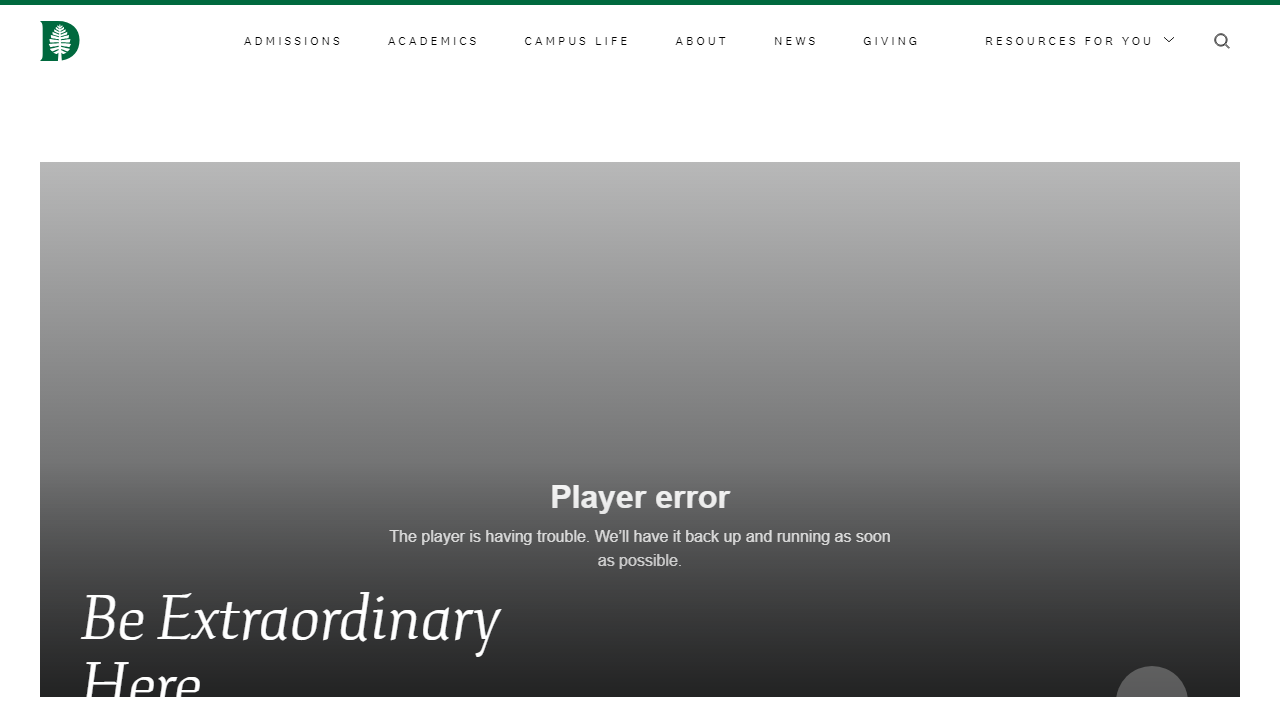 ADMISSIONS ACADEMICS CAMPUS LIFE ABOUT NEWS GIVING RESOURCES FOR YOU
Player error
The player is having trouble. We’ll have it back up and running as soon
as possible.
Be Extraordinary
Here